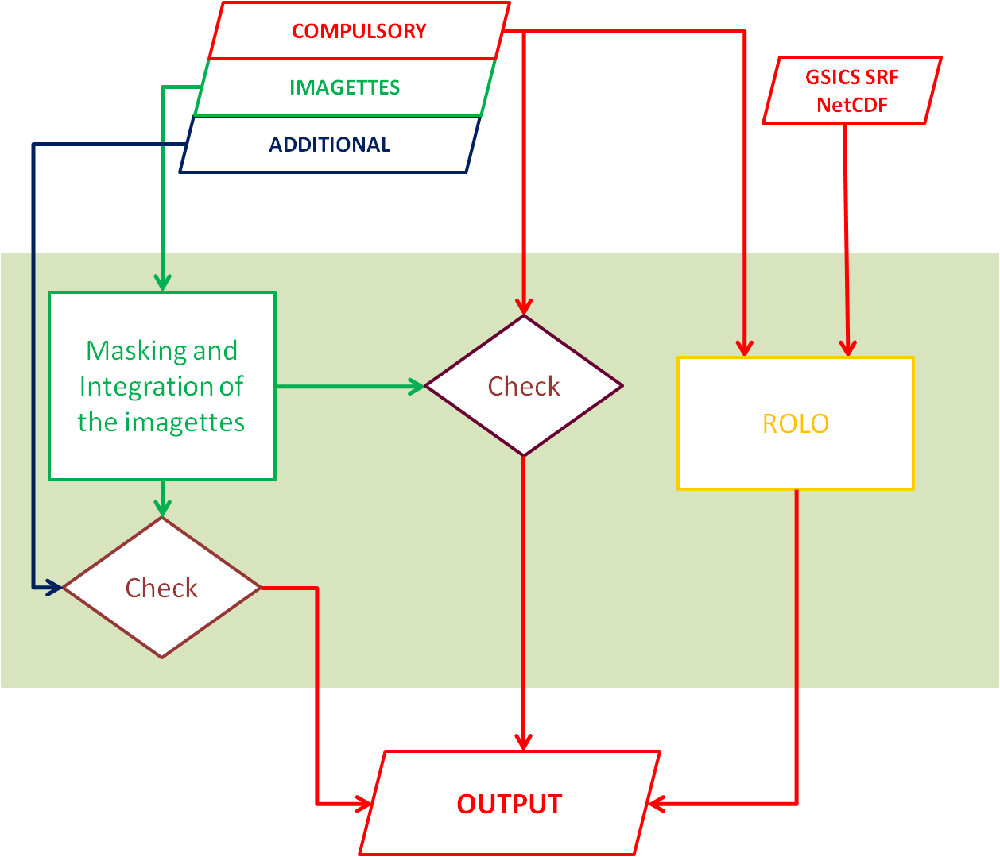 COMPULSORY
IMAGETTES
ADDITIONAL
GSICS SRF
NetCDF
Masking and
Integration of
the imagettes
Check
ROLO
Check
OUTPUT